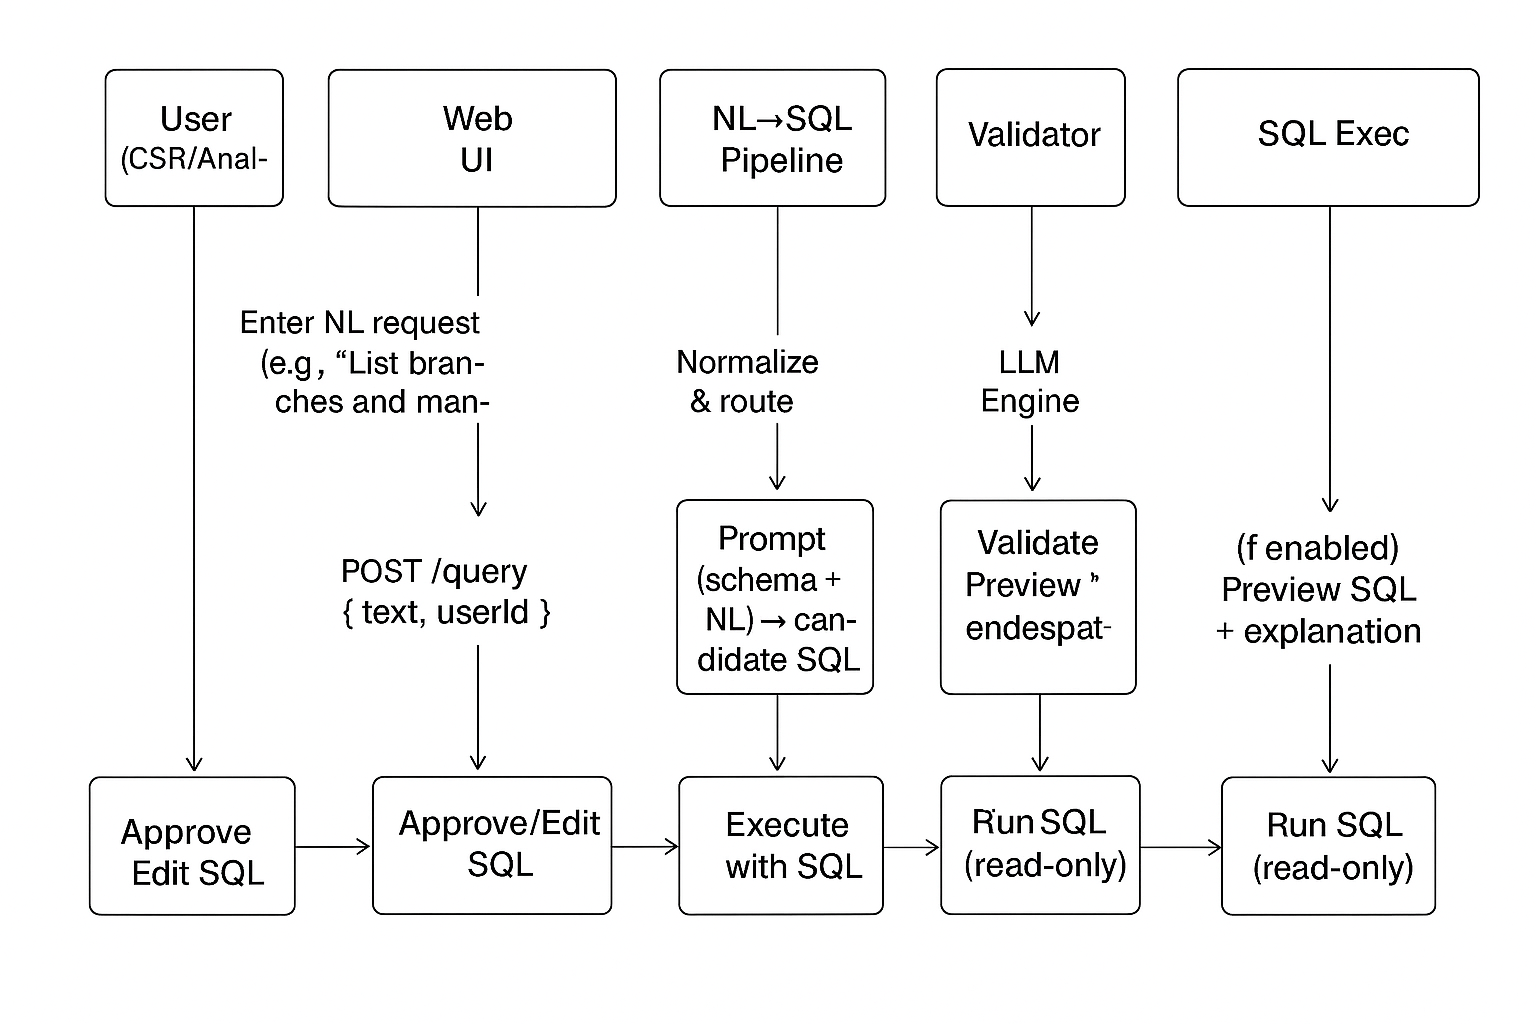 User
(CSR/Anal-
Web
UI
NL→SQL
Pipeline
Validator
SQL Exec
Enter NL request
(e.g, “List bran-
ches and man-
Normalize
& route
LLM
Engine
POST /query
{ text, userId }
Prompt
(schema +
NL) → can-
didate SQL
Validate
Preview ”
endespat-
(f enabled)
Preview SQL
+ explanation
Approve
Edit SQL
Approve/Edit
SQL
Execute
with SQL
Run SQL
(read-only)
Run SQL
(read-only)